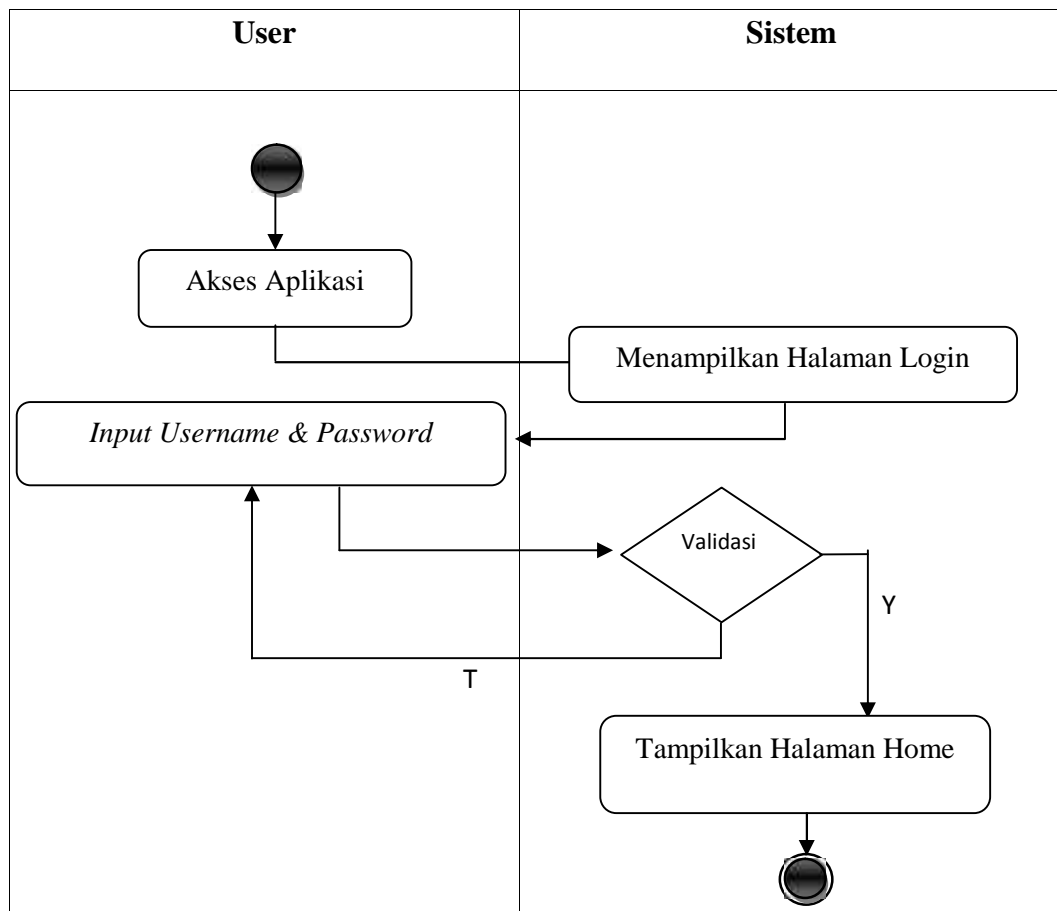 User
Sistem
Akses Aplikasi
Menampilkan Halaman Login
Input Username & Password
Validasi
Y
T
Tampilkan Halaman Home